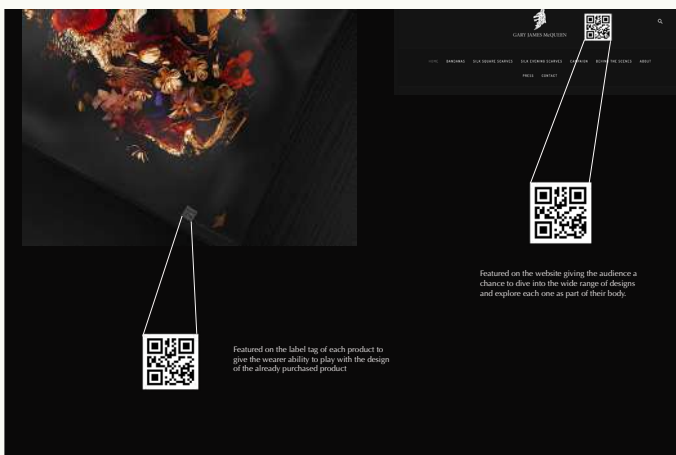 GARY JAMES McQUEEN
HOME BANDANAS SILK SQUARE SCARVES SILK EVENING SCARVES CAMPAIGN BEHIND THE SCENES ABOUT
PRESS CONTACT
Featured on the website giving the audience a
chance to dive into the wide range of designs
and explore each one as part of their body.
Featured on the label tag of each product to
give the wearer ability to play with the design
of the already purchased product